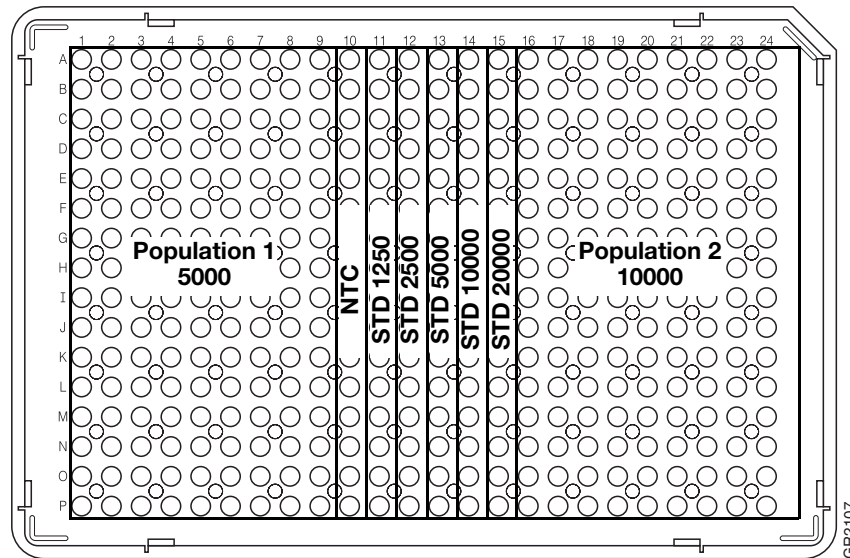 1 2 3 4 5 6 7 8 9 10 11 12 13 14 15 16 17 18 19 20 21 22 23 24
A
B
C
D
E
F
G
H
I
J
K
L
M
N
O
P
Population 1
5000
NTC
STD 1250
STD 2500
STD 5000
STD 10000
STD 20000
Population 2
10000
GR2107